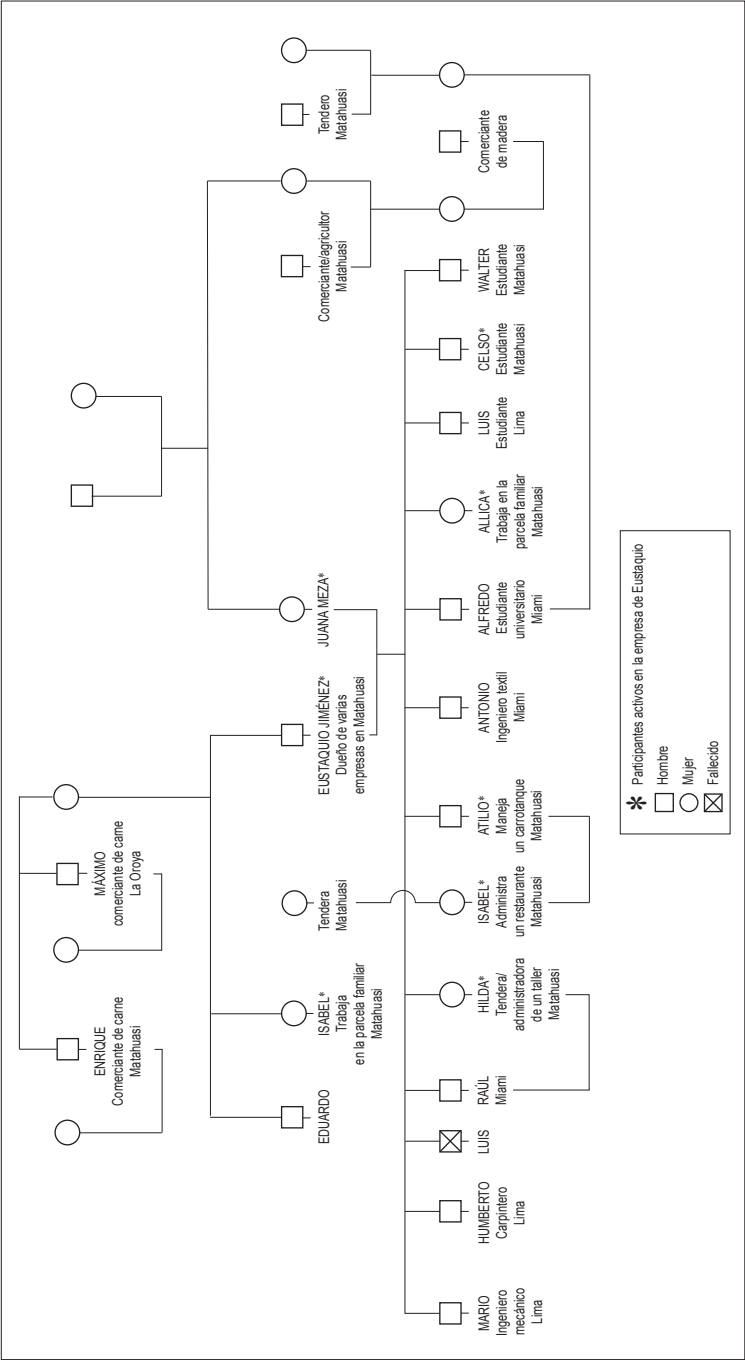 ENRIQUE
Comerciante de carne
Matahuasi
MÁXIMO
comerciante de carne
La Oroya
EDUARDO
ISABEL*
Trabaja
en la parcela familiar
Matahuasi
Tendera
Matahuasi
EUSTAQUIO JIMÉNEZ*
Dueño de varias
empresas en Matahuasi
JUANA MEZA*
Comerciante/agricultor
Matahuasi
Tendero
Matahuasi
MARIO
Ingeniero
mecánico
Lima
HUMBERTO
Carpintero
Lima
LUIS
RAÚL
Miami
HILDA*
Tendera/
administradora
de un taller
Matahuasi
ISABEL*
Administra
un restaurante
Matahuasi
ATILIO*
Maneja
un carrotanque
Matahuasi
ANTONIO
Ingeniero textil
Miami
ALFREDO
Estudiante
universitario
Miami
ALLICA*
Trabaja en la
parcela familiar
Matahuasi
LUIS
Estudiante
Lima
CELSO*
Estudiante
Matahuasi
WALTER
Estudiante
Matahuasi
Comerciante
de madera
* Participantes activos en la empresa de Eustaquio
Hombre
Mujer
Fallecido